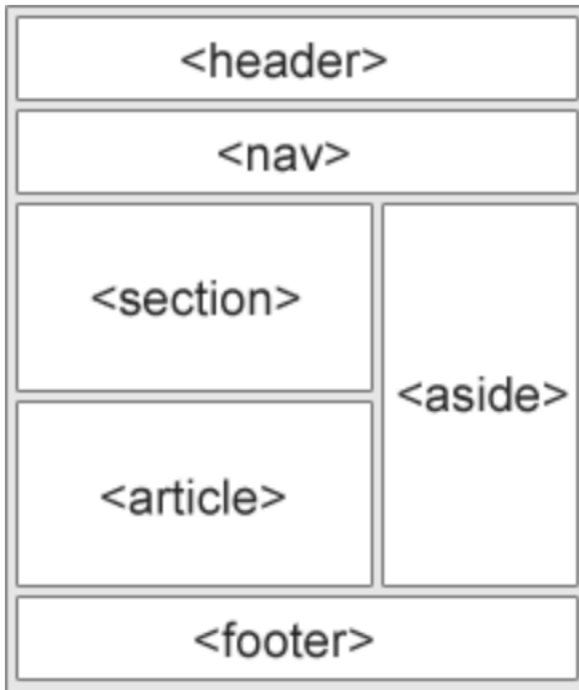 <header>
<nav>
<section>
<aside>
<article>
<footer>